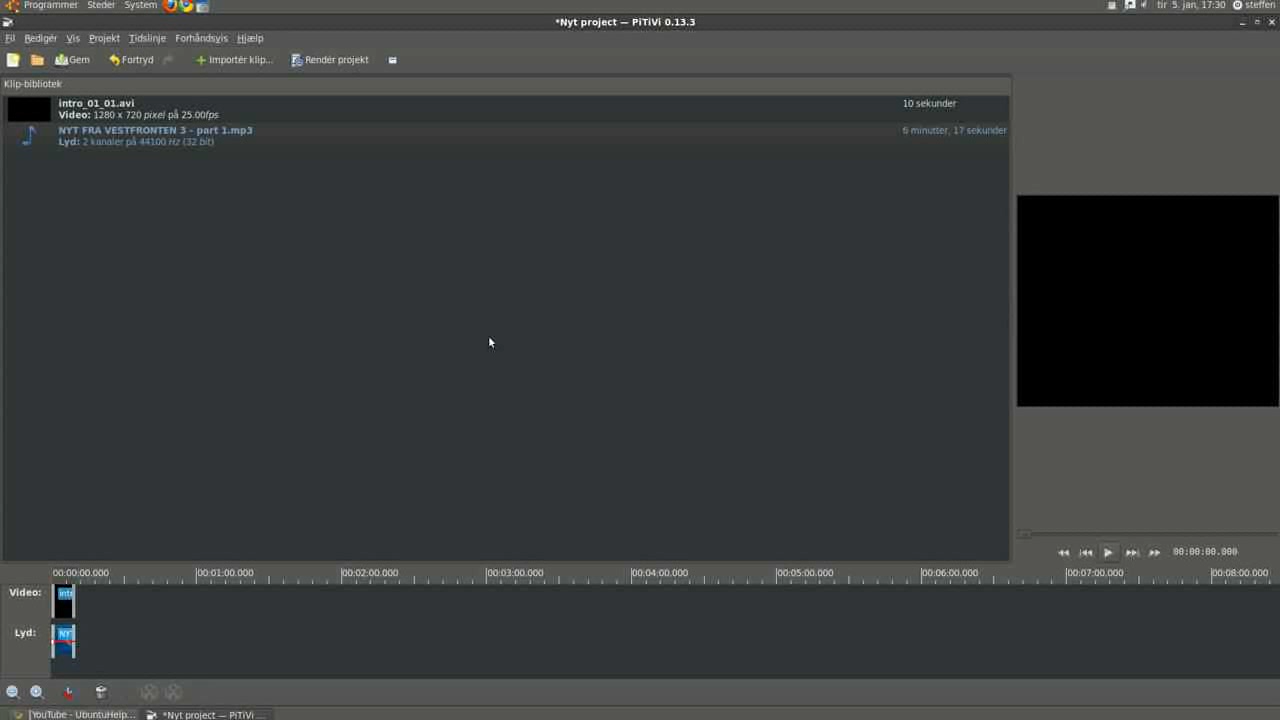 Programmer Steder System tir 5. jan, 17:30 steffen
*Nyt project — PiTiVi 0.13.3
Fil Redigér Vis Projekt Tidslinje Forhåndsvis Hjælp
Gem Fortryd Importér klip... Rendér projekt
Klip-bibliotek
intro_01_01.avi 10 sekunder
Video: 1280 x 720 pixel på 25.00fps
NYT FRA VESTFRONTEN 3 - part 1.mp3 6 minutter, 17 sekunder
Lyd: 2 kanaler på 44100 Hz (32 bit)
00:00:00.000
00:00:00.000 00:01:00.000 00:02:00.000 00:03:00.000 00:04:00.000 00:05:00.000 00:06:00.000 00:07:00.000 00:08:00.000
Video: intr
Lyd: NY
[YouTube - UbuntuHelp... *Nyt project — PiTiVi ...